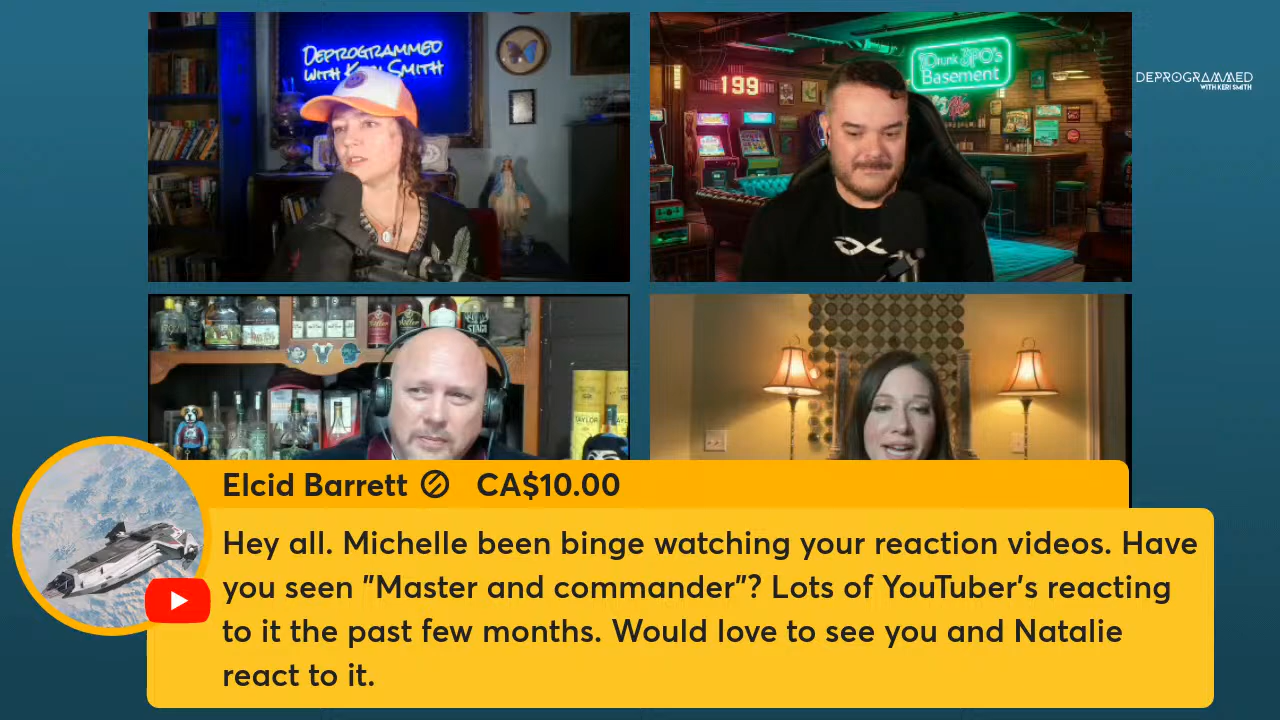 DEPROGRAMMED
WITH KERI SMITH
Drunk 3PO's
Basement
199
DEPROGRAMMED
WITH KERI SMITH
TAYLOR
Elcid Barrett CA$10.00
Hey all. Michelle been binge watching your reaction videos. Have
you seen "Master and commander"? Lots of YouTuber's reacting
to it the past few months. Would love to see you and Natalie
react to it.